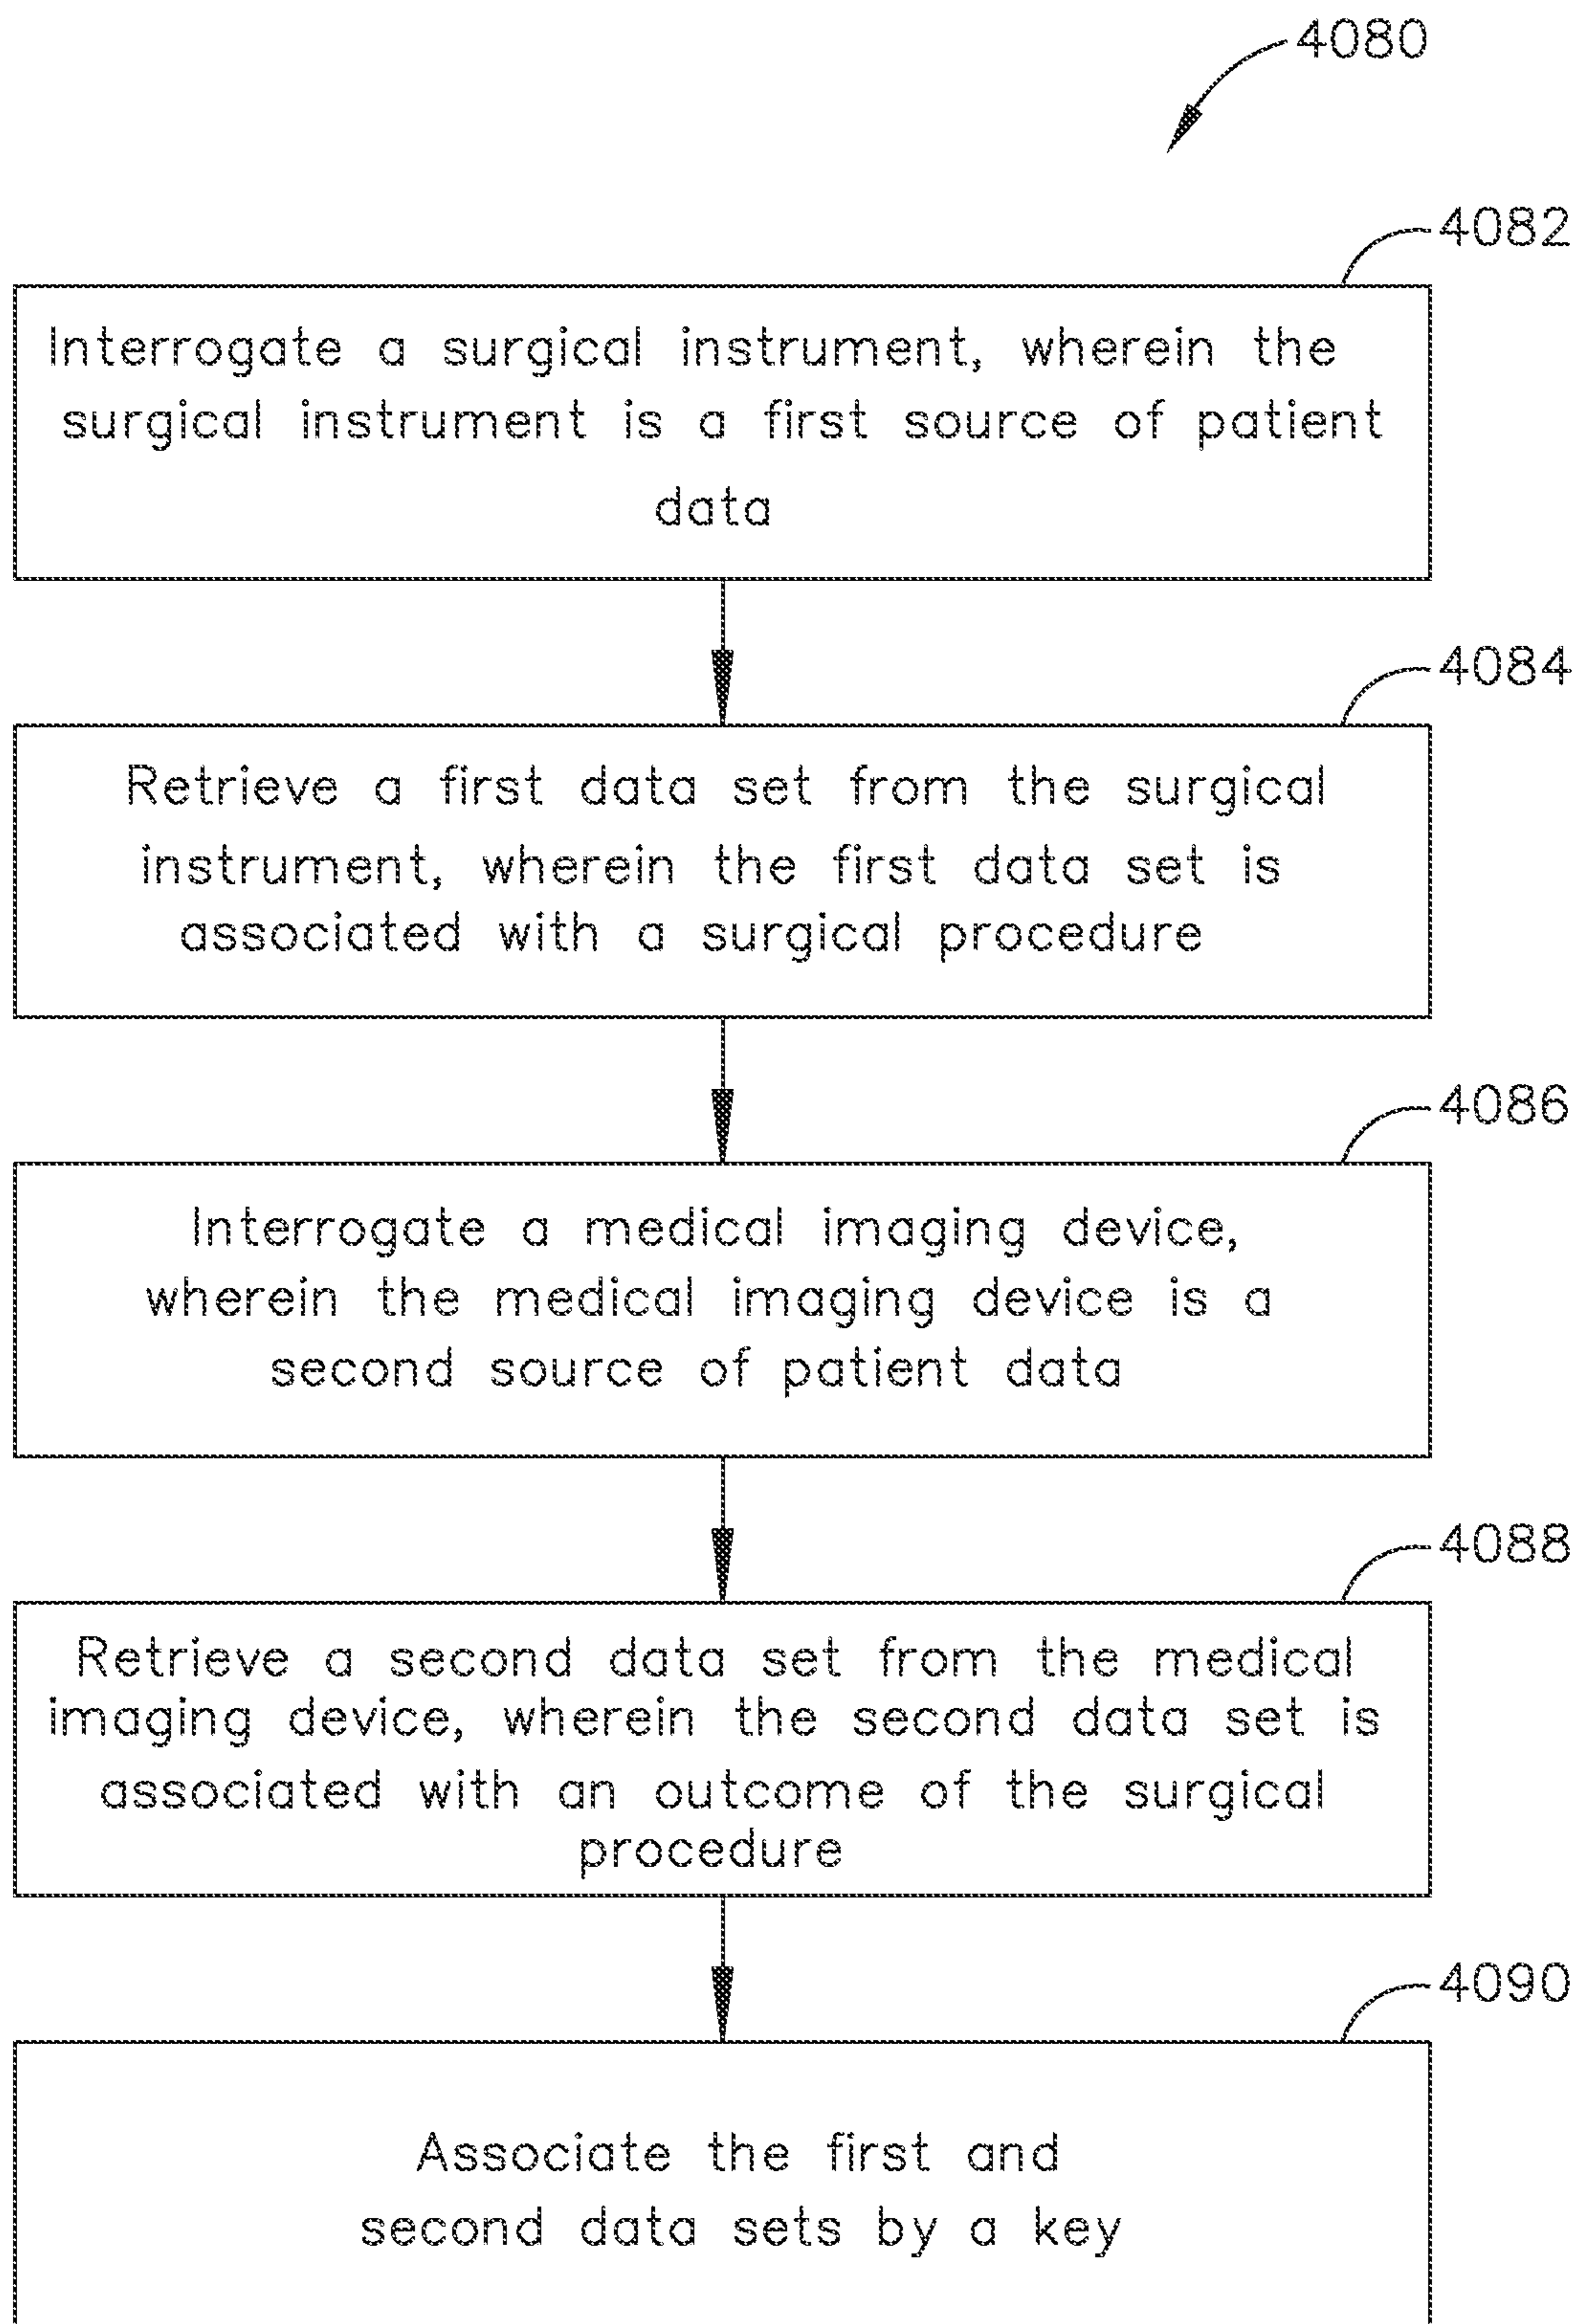 4080
4082
Interrogate a surgical instrument, wherein the
surgical instrument is a first source of patient
data
4084
Retrieve a first data set from the surgical
instrument, wherein the first data set is
associated with a surgical procedure
4086
Interrogate a medical imaging device,
wherein the medical imaging device is a
second source of patient data
4088
Retrieve a second data set from the medical
imaging device, wherein the second data set is
associated with an outcome of the surgical
procedure
4090
Associate the first and
second data sets by a key